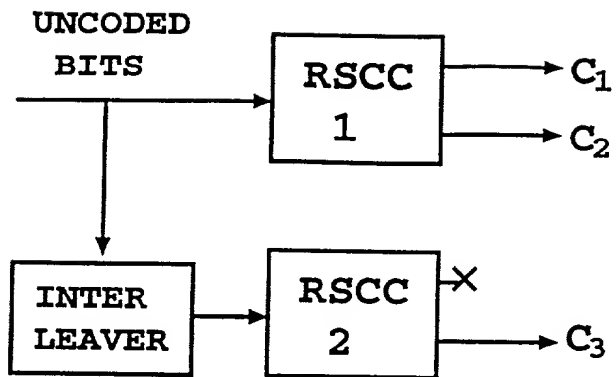 UNCODED
BITS
RSCC
1
C1
C2
INTER
LEAVER
RSCC
2
C3